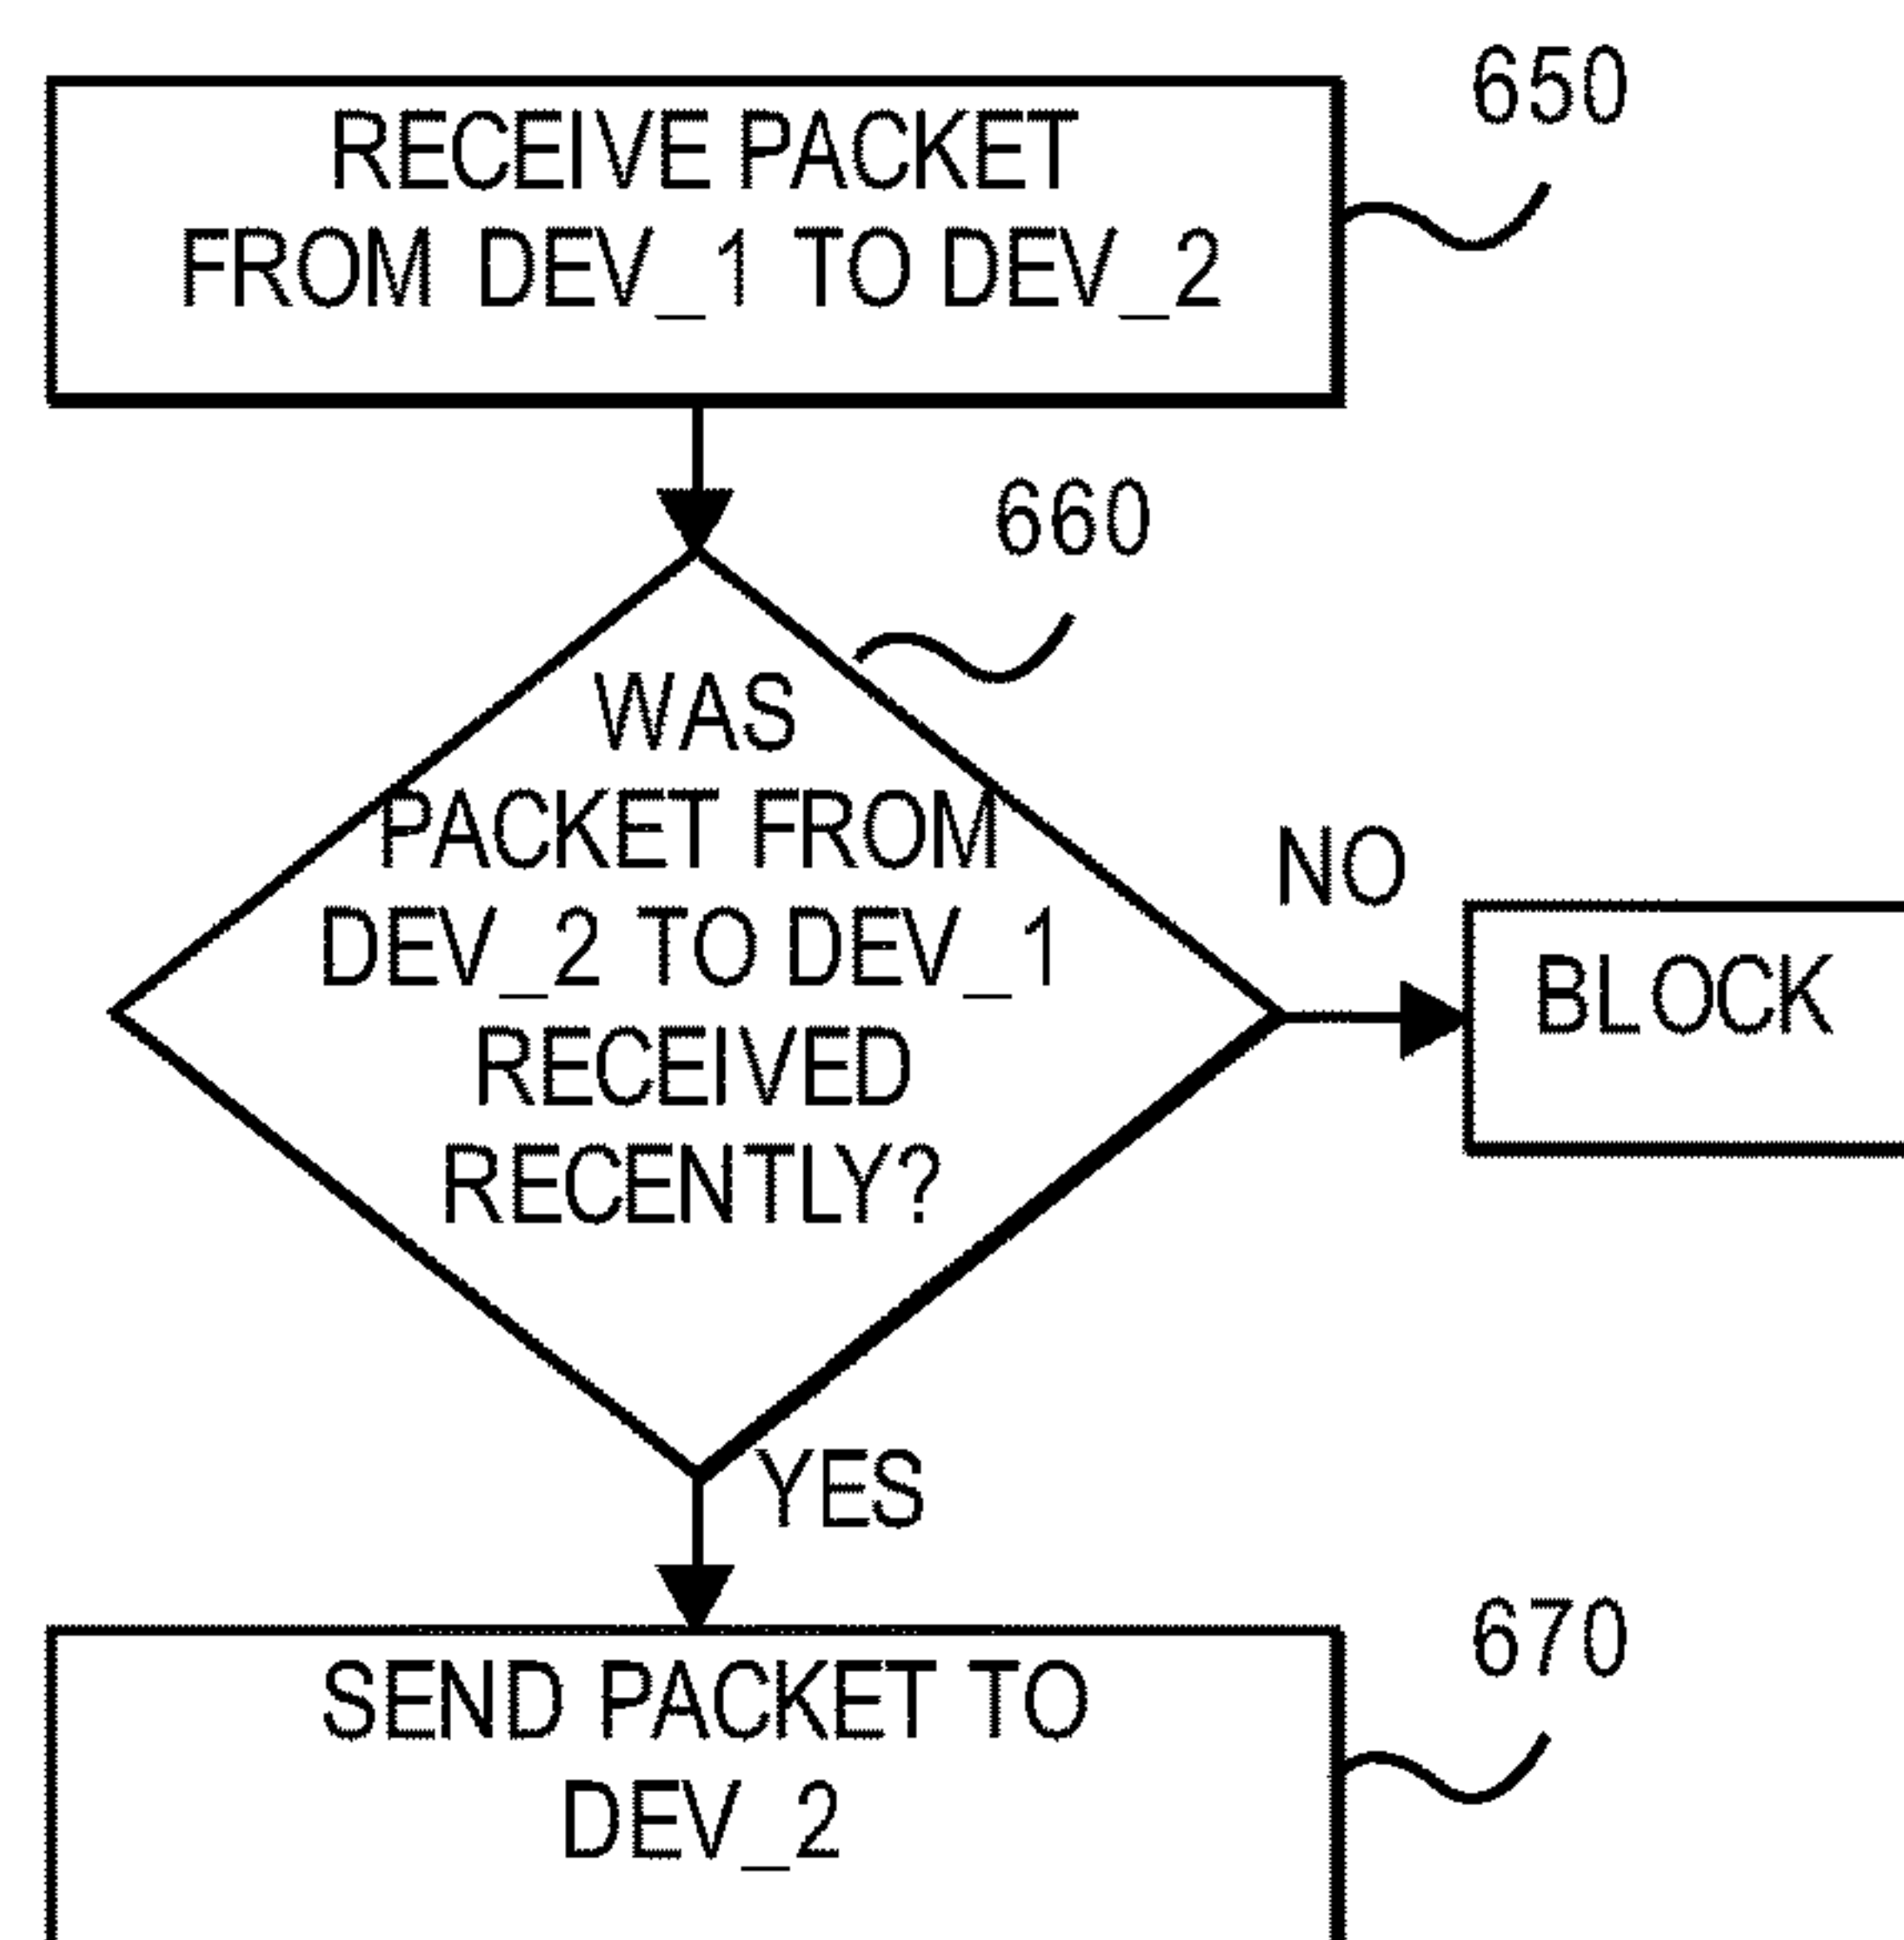 650
RECEIVE PACKET
FROM DEV_1 TO DEV_2
660
WAS
PACKET FROM
DEV_2 TO DEV_1
RECEIVED
RECENTLY?
NO
BLOCK
YES
670
SEND PACKET TO
DEV_2